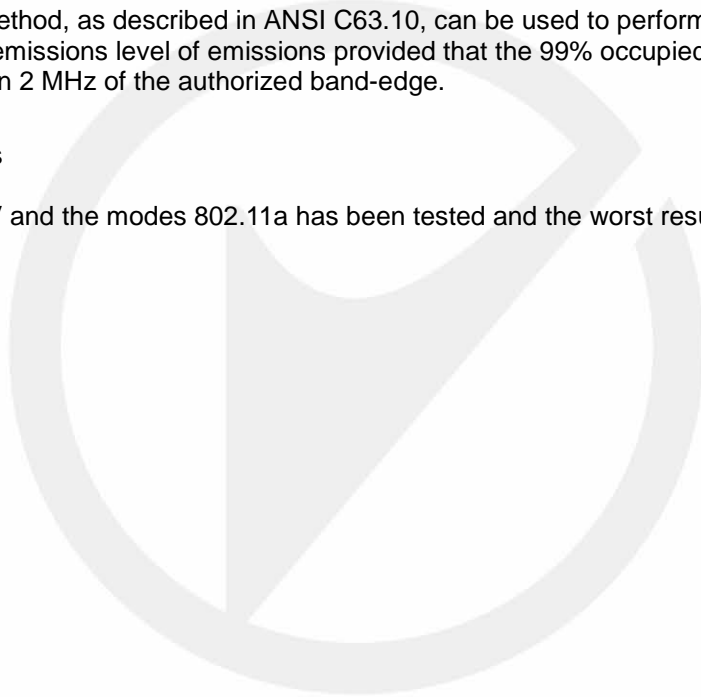 ethod, as described in ANSI C63.10, can be used to perform
emissions level of emissions provided that the 99% occupied
n 2 MHz of the authorized band-edge.
s
and the modes 802.11a has been tested and the worst resu